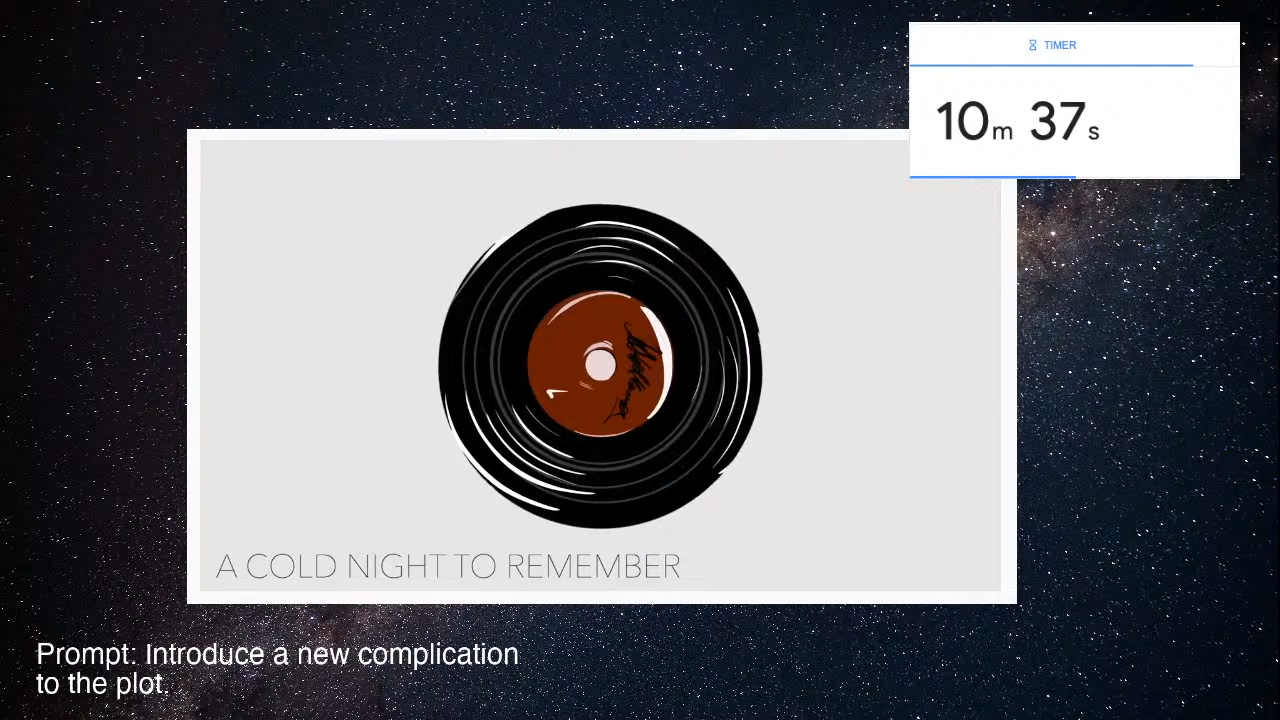 TIMER
10m 37s
A COLD NIGHT TO REMEMBER
Prompt: Introduce a new complication
to the plot.